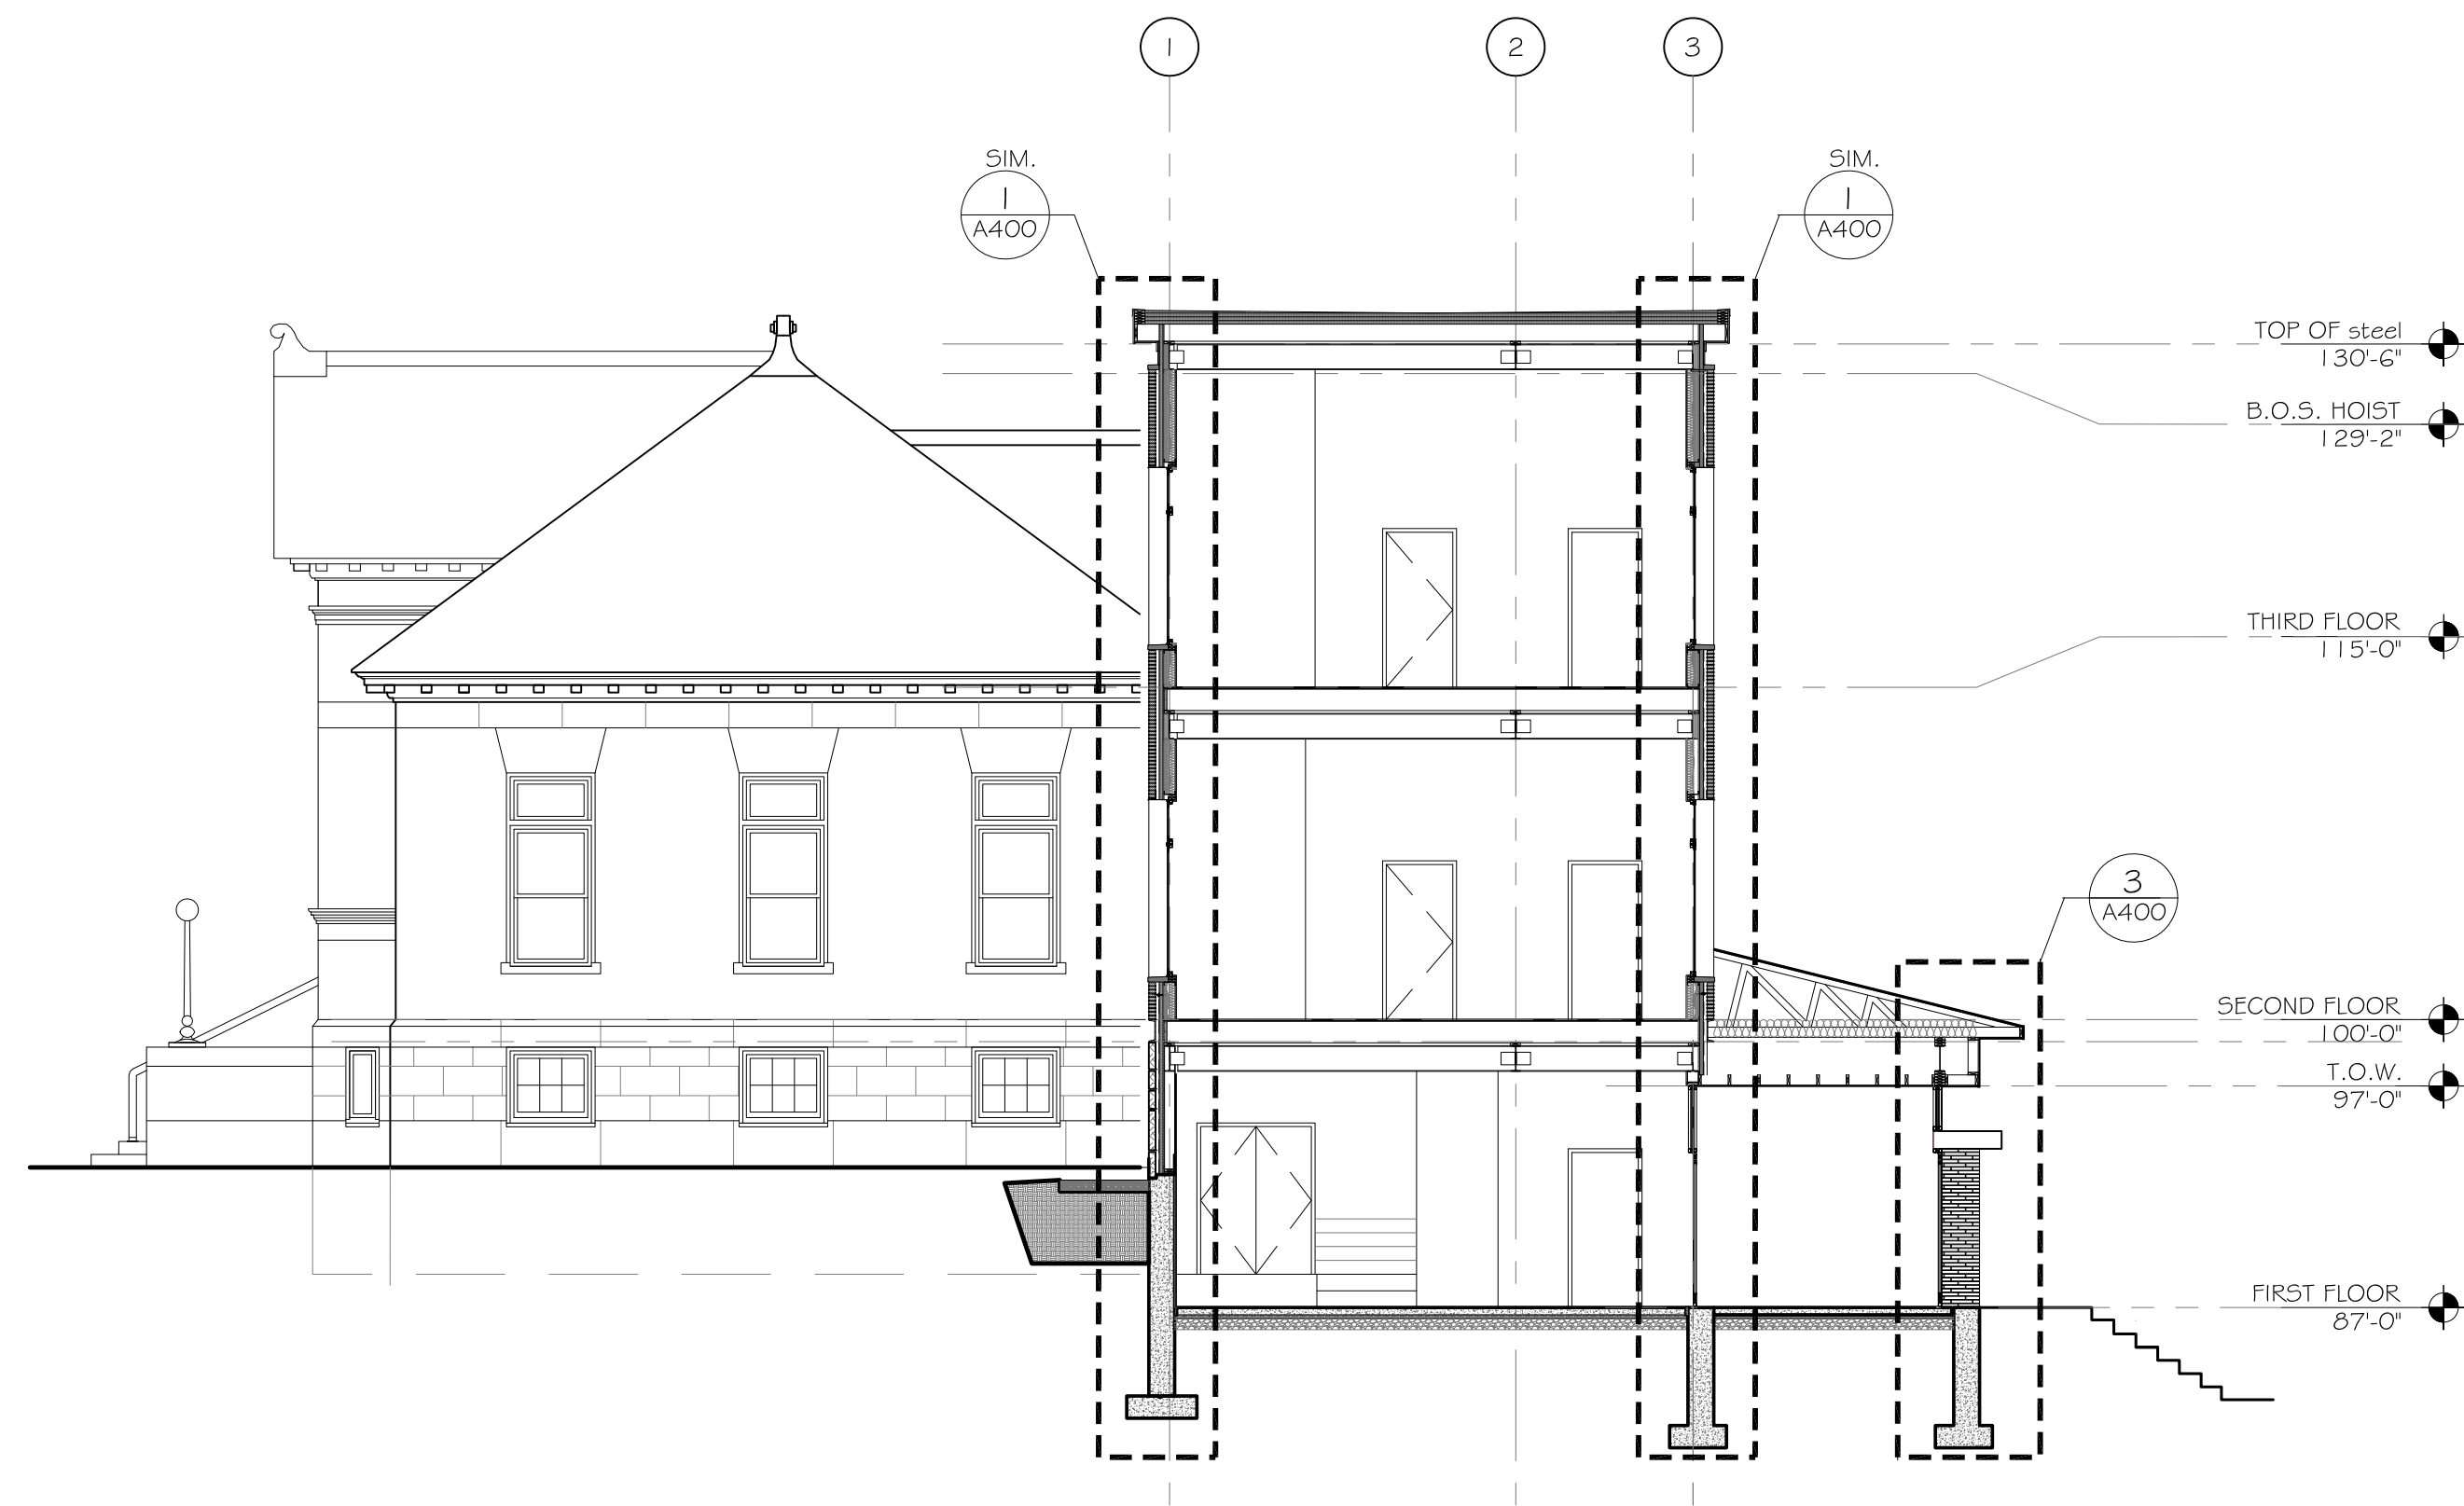 1
2
3
SIM.
1
A400
SIM.
1
A400
TOP OF steel
130'-6"
B.O.S. HOIST
129'-2"
THIRD FLOOR
115'-0"
3
A400
SECOND FLOOR
100'-0"
T.O.W.
97'-0"
FIRST FLOOR
87'-0"